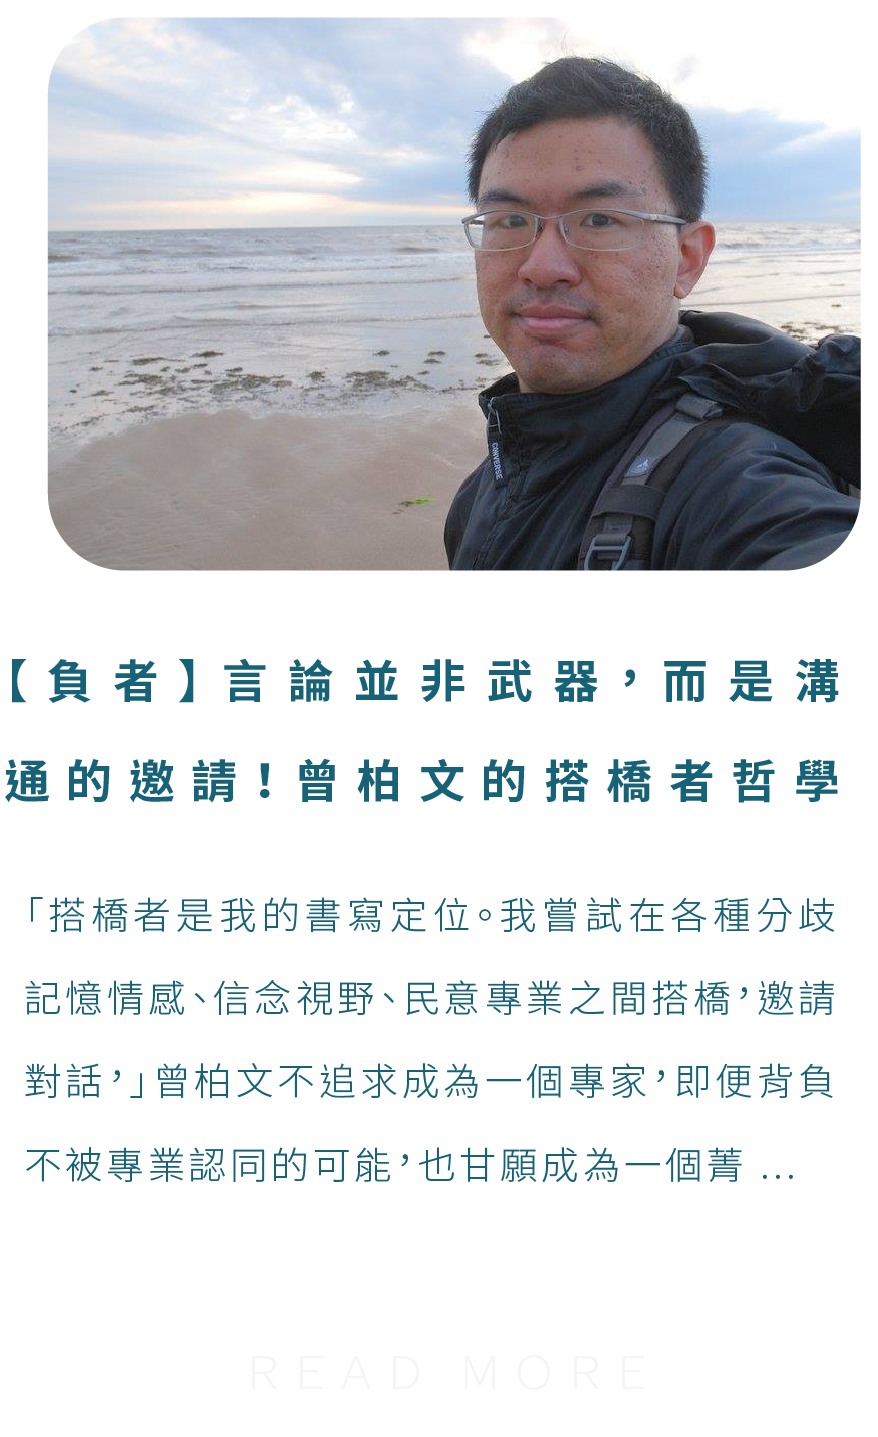 CONVERSE
【負者】言論並非武器，而是溝
通的邀請！曾柏文的搭橋者哲學
「搭橋者是我的書寫定位。我嘗試在各種分歧
記憶情感、信念視野、民意專業之間搭橋，邀請
對話，」曾柏文不追求成為一個專家，即便背負
不被專業認同的可能，也甘願成為一個菁 ...
READ MORE